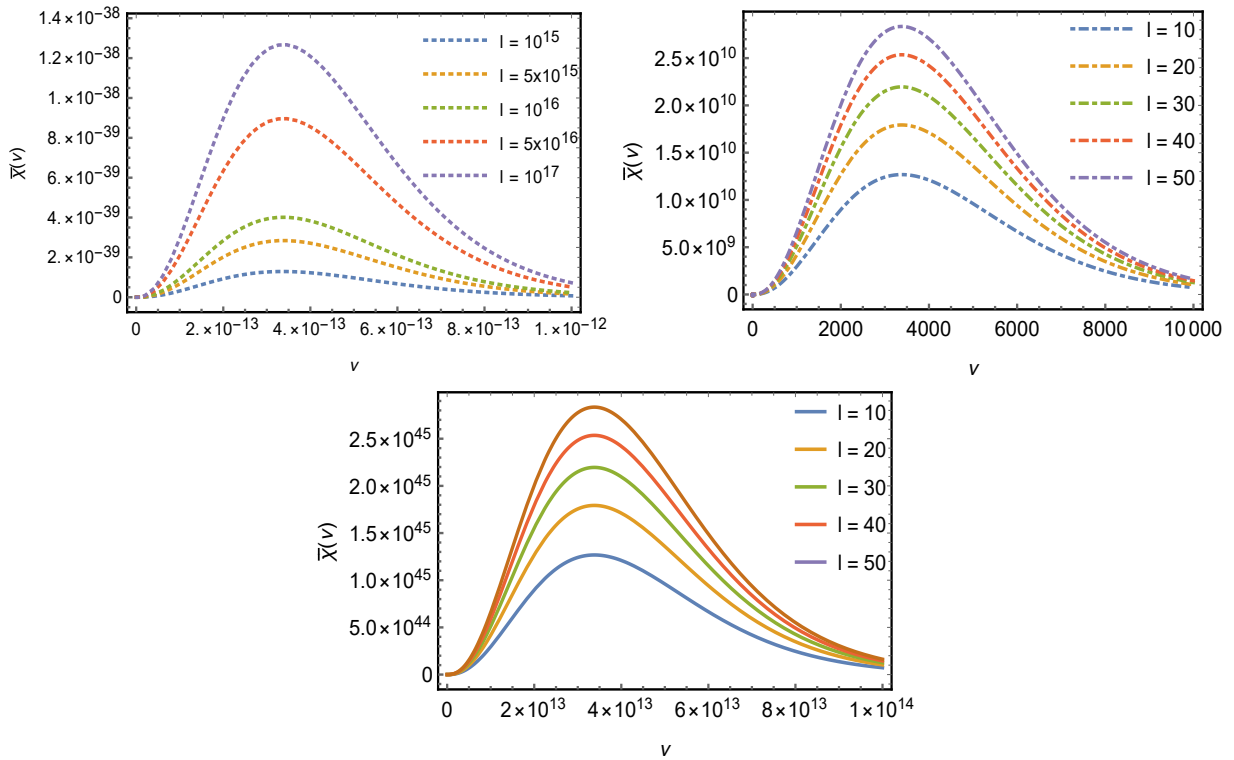 1.4×10⁻³⁸
1.2×10⁻³⁸
1.×10⁻³⁸
8.×10⁻³⁹
6.×10⁻³⁹
4.×10⁻³⁹
2.×10⁻³⁹
0
χ̅(v)
l = 10¹⁵
l = 5x10¹⁵
l = 10¹⁶
l = 5x10¹⁶
l = 10¹⁷
0 2.×10⁻¹³ 4.×10⁻¹³ 6.×10⁻¹³ 8.×10⁻¹³ 1.×10⁻¹²
v
2.5×10¹⁰
2.0×10¹⁰
1.5×10¹⁰
1.0×10¹⁰
5.0×10⁹
0
χ̅(v)
l = 10
l = 20
l = 30
l = 40
l = 50
0 2000 4000 6000 8000 10000
v
2.5×10⁴⁵
2.0×10⁴⁵
1.5×10⁴⁵
1.0×10⁴⁵
5.0×10⁴⁴
0
χ̅(v)
l = 10
l = 20
l = 30
l = 40
l = 50
0 2×10¹³ 4×10¹³ 6×10¹³ 8×10¹³ 1×10¹⁴
v